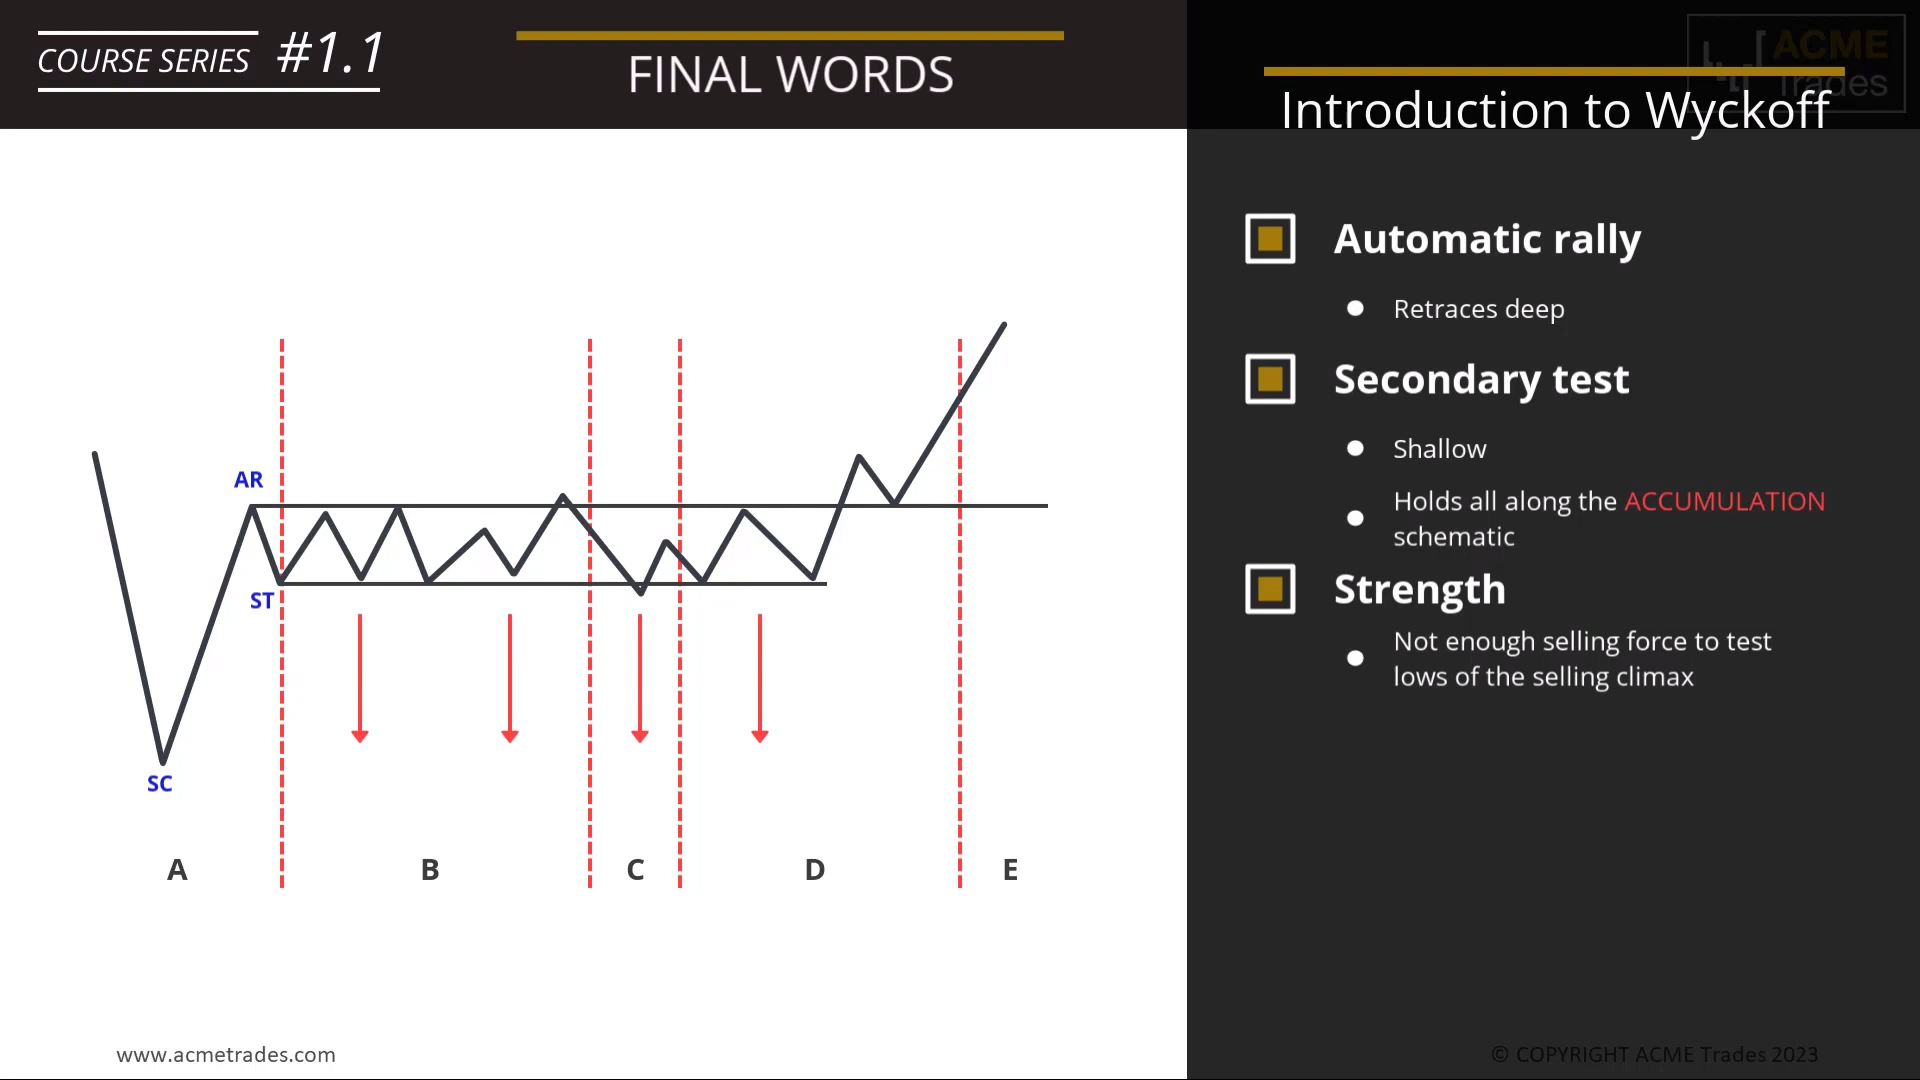 COURSE SERIES #1.1
FINAL WORDS
ACME
Trades
Introduction to Wyckoff
Automatic rally
Retraces deep
Secondary test
Shallow
Holds all along the ACCUMULATION
schematic
Strength
Not enough selling force to test
lows of the selling climax
AR
ST
SC
A B C D E
www.acmetrades.com
© COPYRIGHT ACME Trades 2023